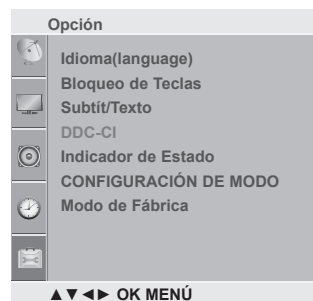 Opción
Idioma(language)
Bloqueo de Teclas
Subtít/Texto
DDC-CI
Indicador de Estado
CONFIGURACIÓN DE MODO
Modo de Fábrica
▲▼◄► OK MENÚ